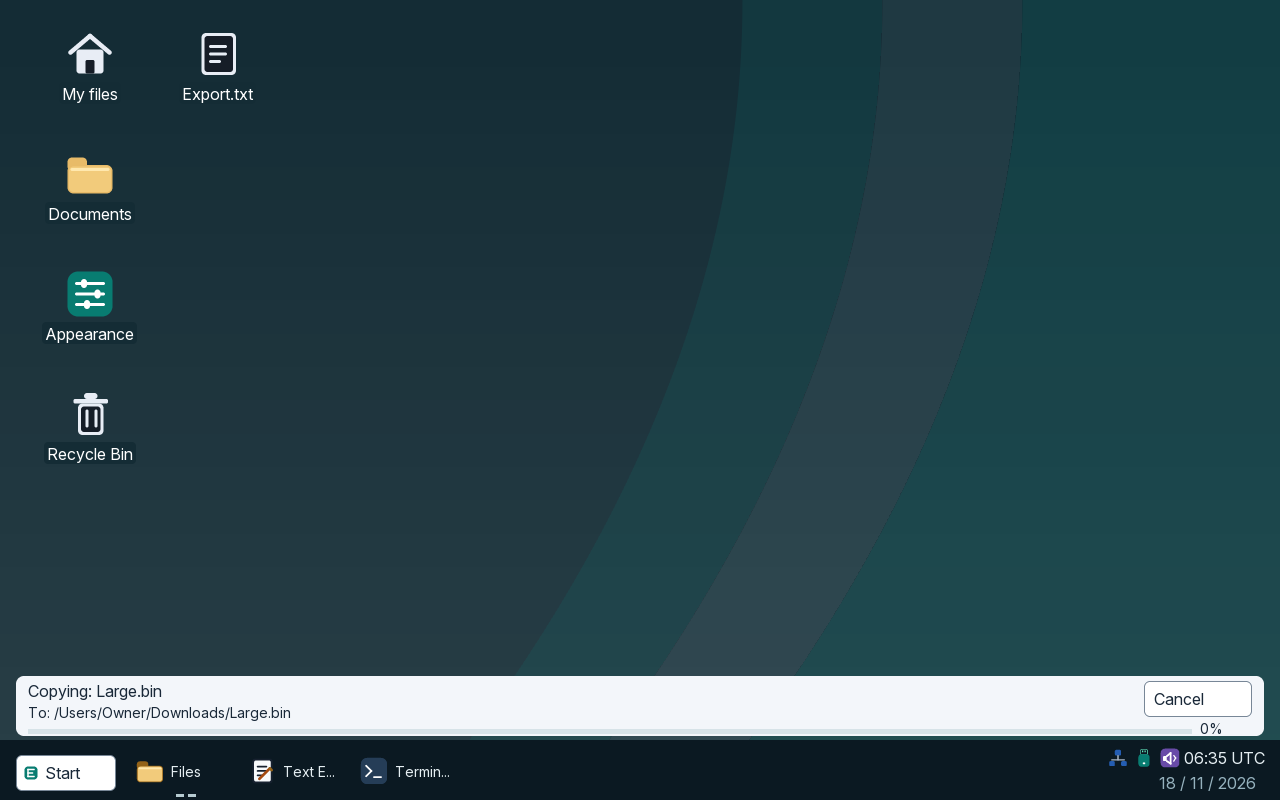 My files
Export.txt
Documents
Appearance
Recycle Bin
Copying: Large.bin
To: /Users/Owner/Downloads/Large.bin
Cancel
0%
Start
Files
Text E...
Termin...
06:35 UTC
18 / 11 / 2026